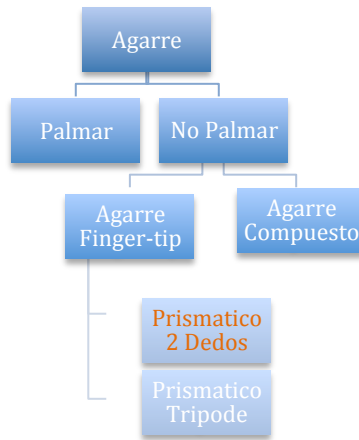 Agarre
Palmar
No Palmar
Agarre
Finger-tip
Agarre
Compuesto
Prismatico
2 Dedos
Prismatico
Tripode